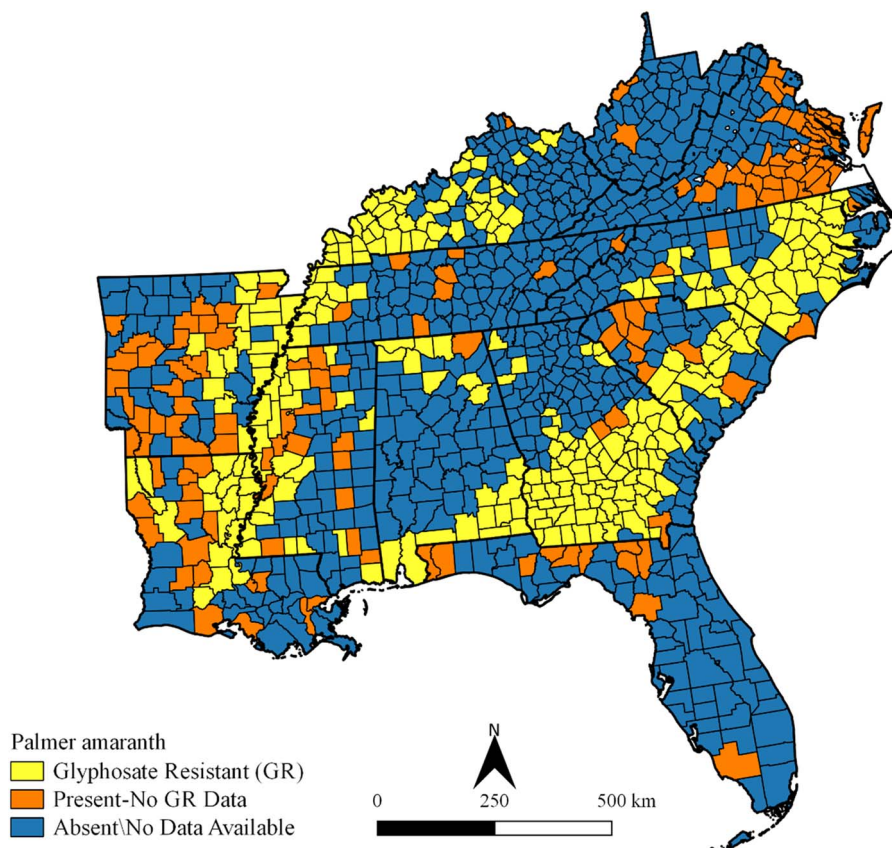 N
Palmer amaranth
Glyphosate Resistant (GR)
Present-No GR Data
Absent\No Data Available
0 250 500 km